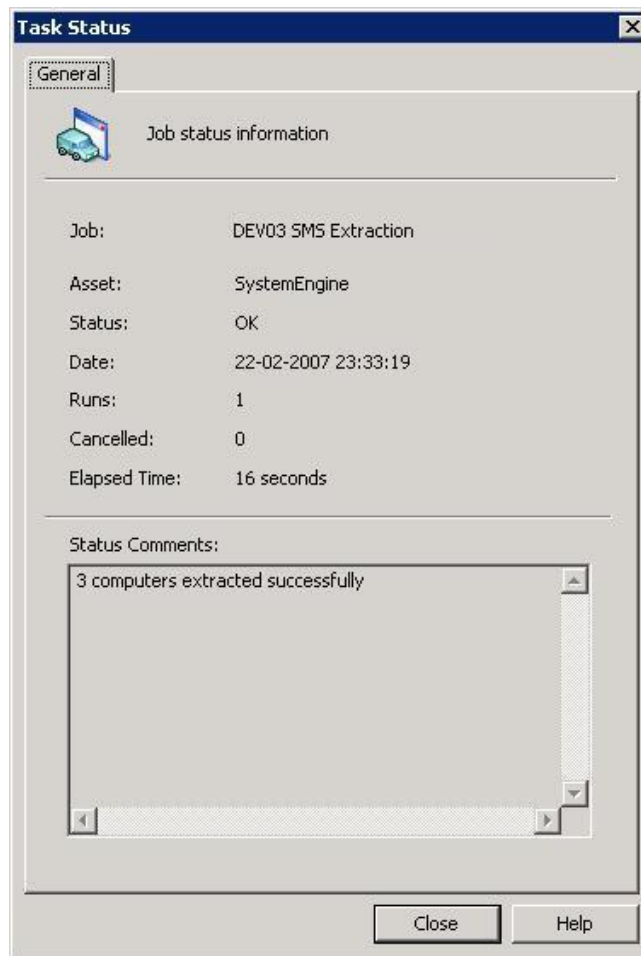 Task Status
General
Job status information
Job: DEV03 SMS Extraction
Asset: SystemEngine
Status: OK
Date: 22-02-2007 23:33:19
Runs: 1
Cancelled: 0
Elapsed Time: 16 seconds
Status Comments:
3 computers extracted successfully
Close Help